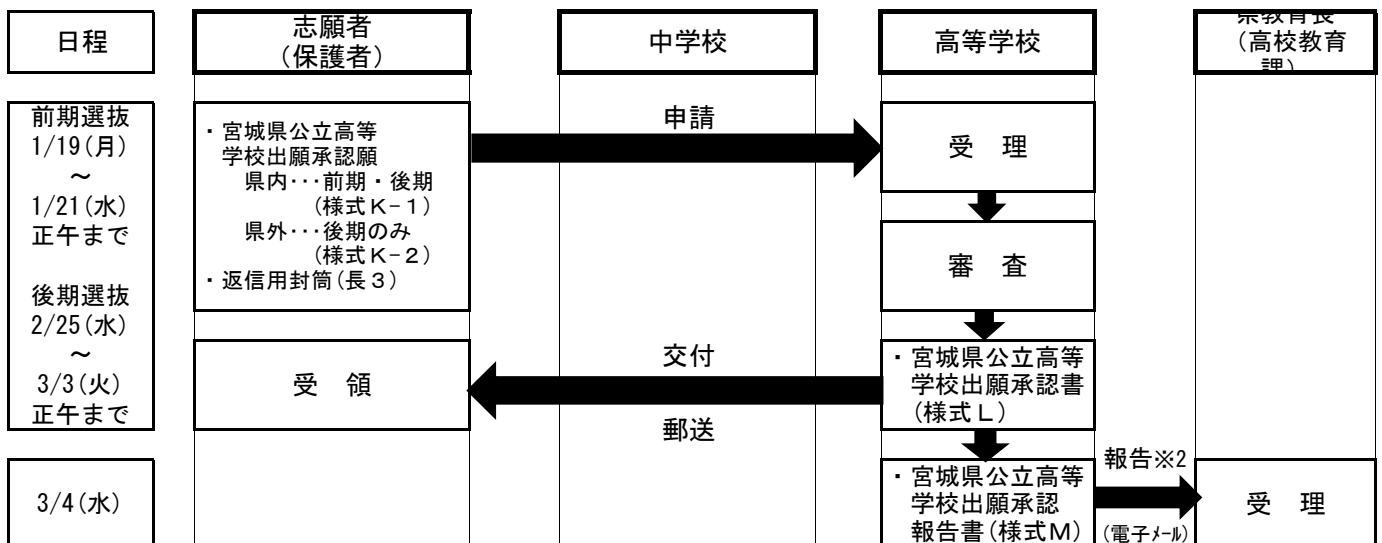 日程
志願者
（保護者）
中学校
高等学校
県教育長
（高校教育
課）
前期選抜
1/19(月)
～
1/21(水)
正午まで
後期選抜
2/25(水)
～
3/3(火)
正午まで
・宮城県公立高等
学校出願承認願
県内･･･前期・後期
(様式Ｋ-１)
県外･･･後期のみ
(様式Ｋ-２)
・返信用封筒(長３)
申請
受　理
審　査
交付
郵送
受　領
・宮城県公立高等
学校出願承認書
(様式Ｌ)
3/4(水)
・宮城県公立高等
学校出願承認
報告書(様式Ｍ)
報告※2
(電子ﾒｰﾙ)
受　理